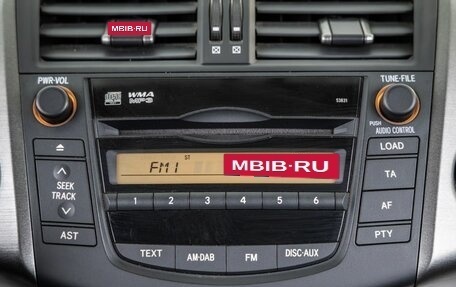 MBIB·RU
PWR·VOL
TUNE·FILE
WMA
MP3
53821
PUSH
AUDIO CONTROL
ST
FM1
MBIB·RU
LOAD
SEEK
TRACK
TA
1 2 3 4 5 6
AF
AST
PTY
TEXT
AM·DAB
FM
DISC·AUX